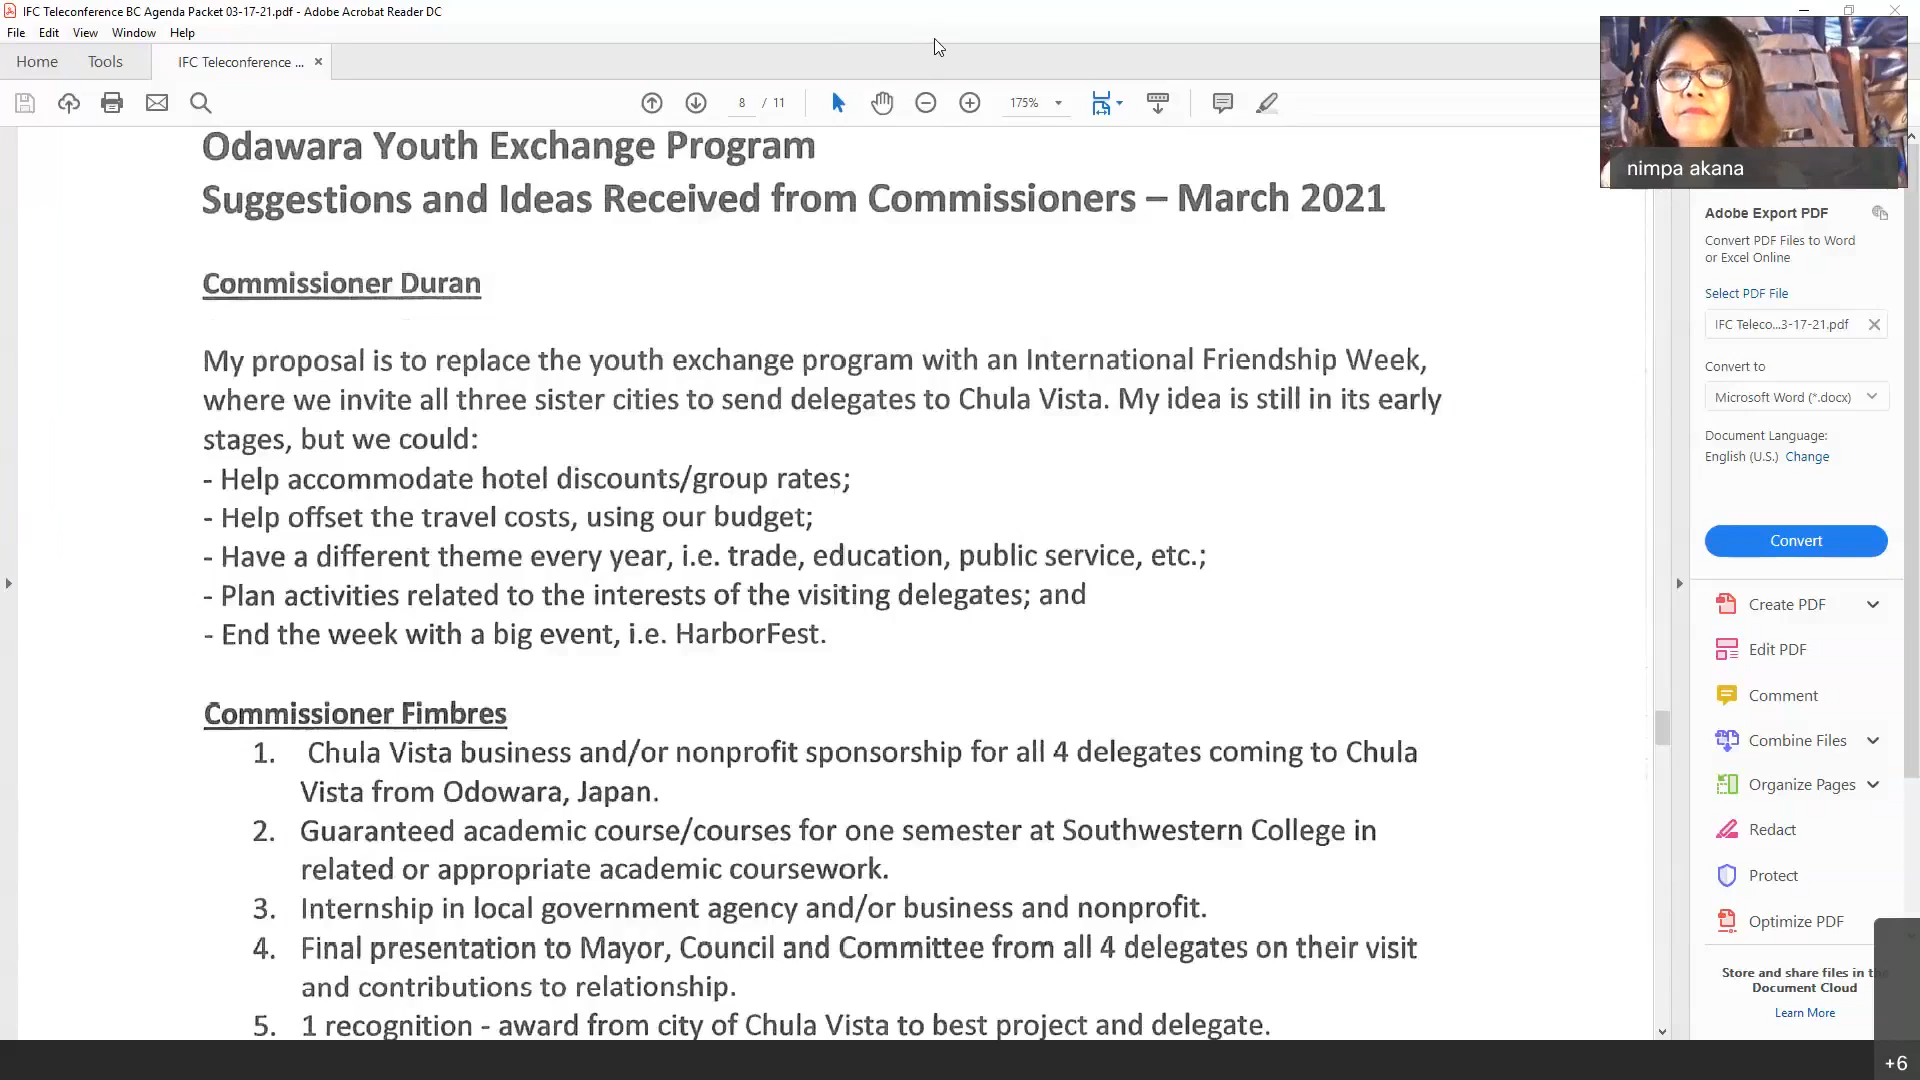 IFC Teleconference BC Agenda Packet 03-17-21.pdf - Adobe Acrobat Reader DC
File Edit View Window Help
Home Tools IFC Teleconference ... ×
8 / 11 175%
nimpa akana
Odawara Youth Exchange Program
Suggestions and Ideas Received from Commissioners – March 2021
Commissioner Duran
My proposal is to replace the youth exchange program with an International Friendship Week,
where we invite all three sister cities to send delegates to Chula Vista. My idea is still in its early
stages, but we could:
- Help accommodate hotel discounts/group rates;
- Help offset the travel costs, using our budget;
- Have a different theme every year, i.e. trade, education, public service, etc.;
- Plan activities related to the interests of the visiting delegates; and
- End the week with a big event, i.e. HarborFest.
Commissioner Fimbres
1. Chula Vista business and/or nonprofit sponsorship for all 4 delegates coming to Chula
Vista from Odowara, Japan.
2. Guaranteed academic course/courses for one semester at Southwestern College in
related or appropriate academic coursework.
3. Internship in local government agency and/or business and nonprofit.
4. Final presentation to Mayor, Council and Committee from all 4 delegates on their visit
and contributions to relationship.
5. 1 recognition - award from city of Chula Vista to best project and delegate.
Adobe Export PDF
Convert PDF Files to Word
or Excel Online
Select PDF File
IFC Teleco...3-17-21.pdf
Convert to
Microsoft Word (*.docx)
Document Language:
English (U.S.) Change
Convert
Create PDF
Edit PDF
Comment
Combine Files
Organize Pages
Redact
Protect
Optimize PDF
Store and share files in the
Document Cloud
Learn More
+6